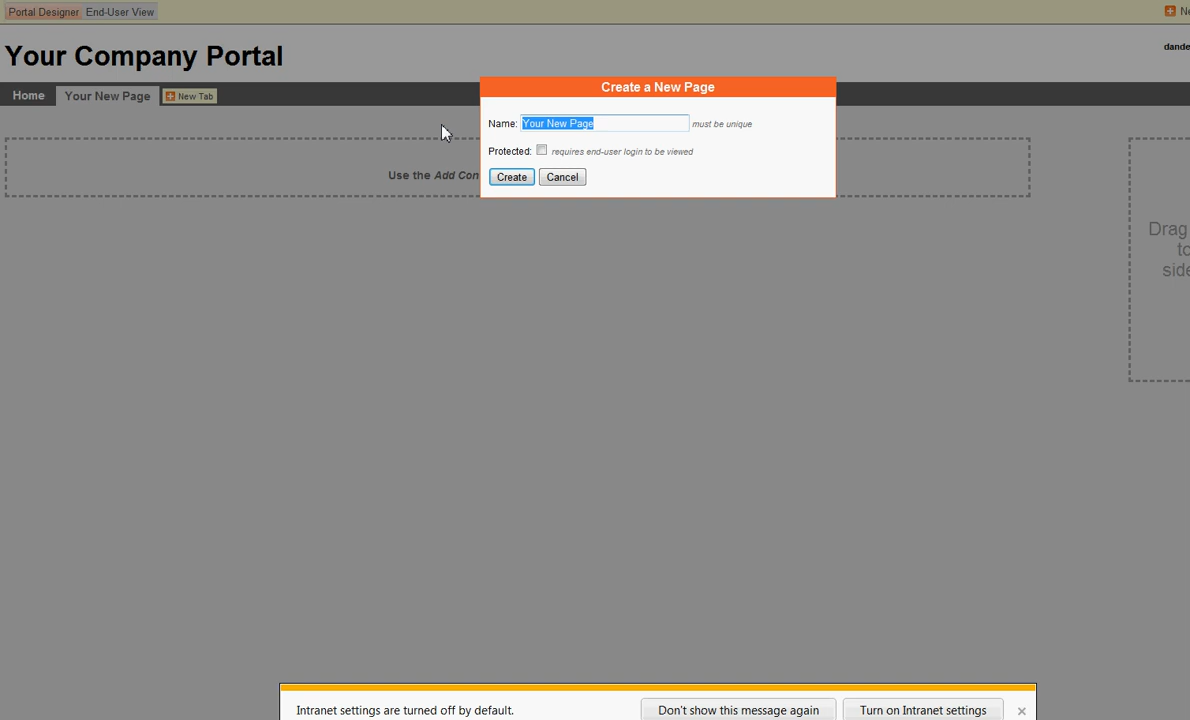 Portal Designer End-User View
Your Company Portal
Home Your New Page New Tab
Create a New Page
Name: Your New Page must be unique
Protected: requires end-user login to be viewed
Create Cancel
Use the Add
Drag
to
Intranet settings are turned off by default. Don't show this message again Turn on Intranet settings